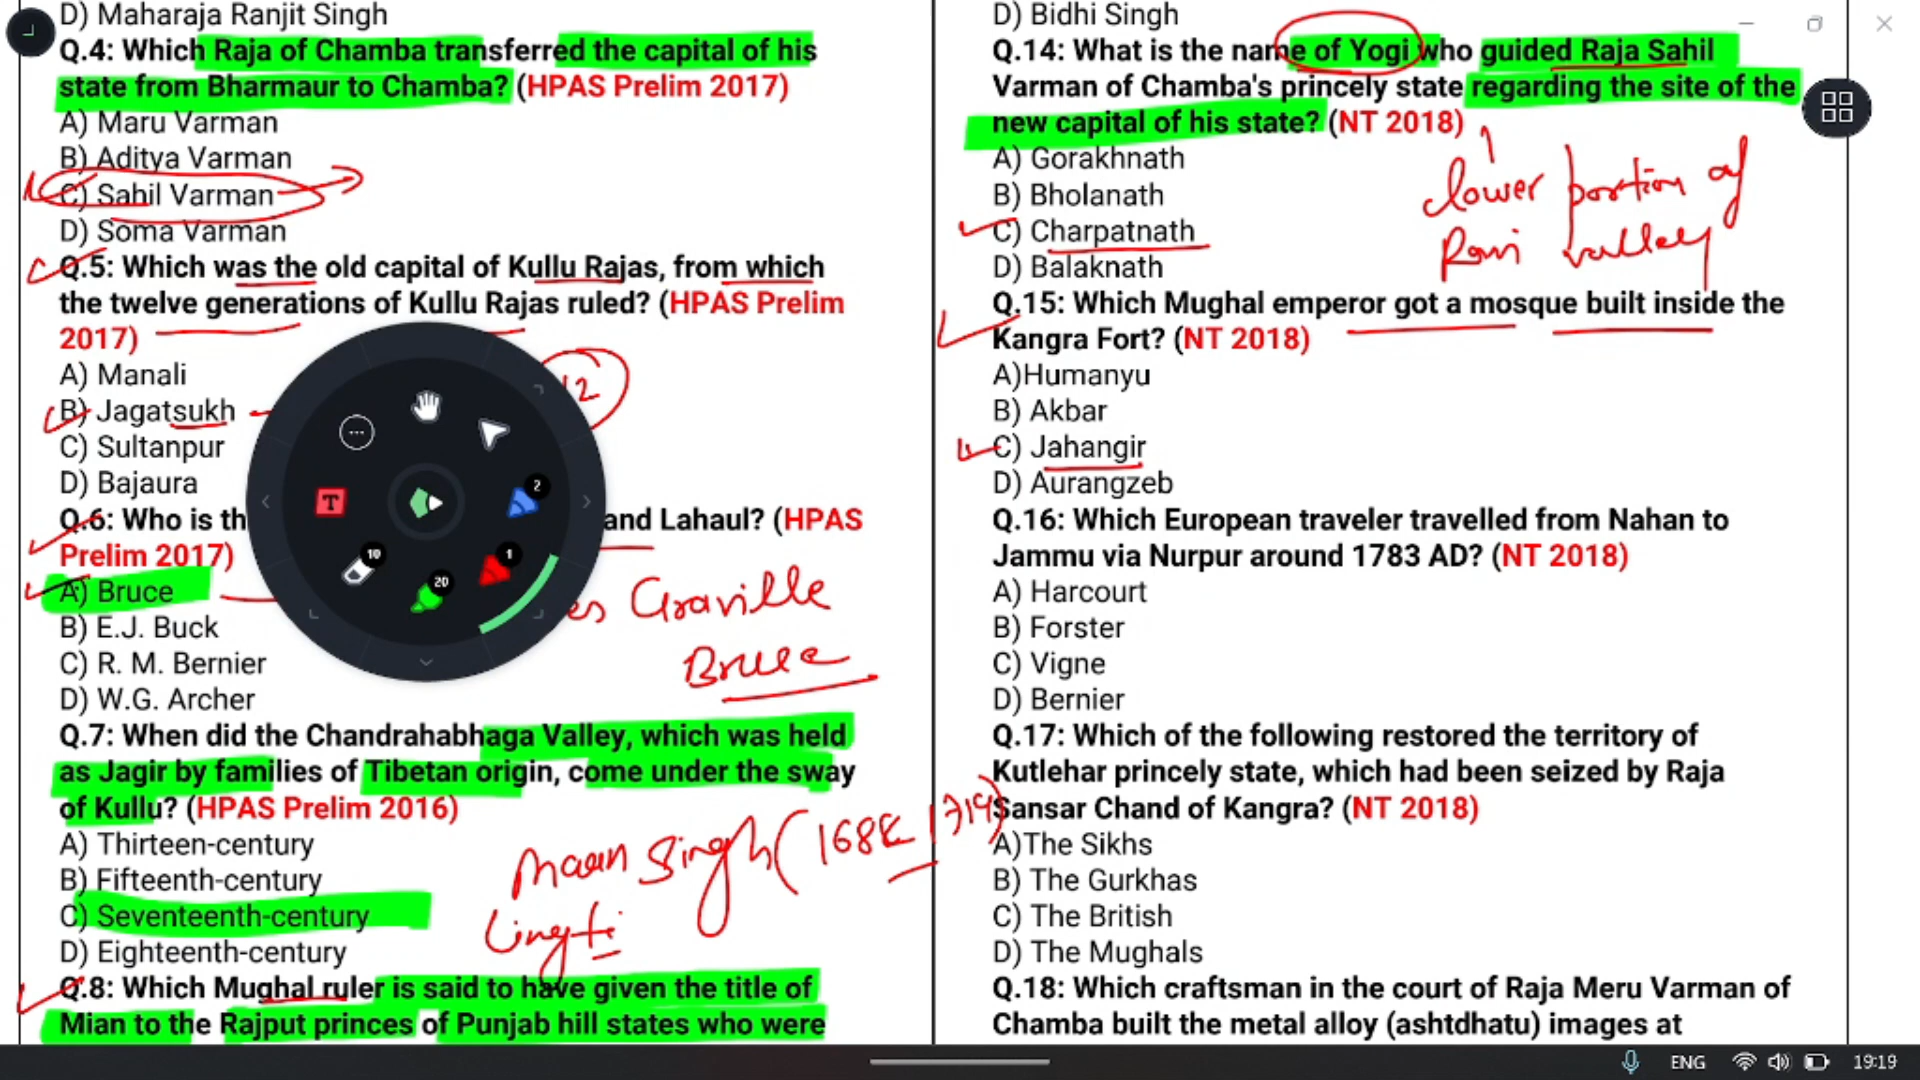 D) Maharaja Ranjit Singh
Q.4: Which Raja of Chamba transferred the capital of his
state from Bharmaur to Chamba? (HPAS Prelim 2017)
A) Maru Varman
B) Aditya Varman
C) Sahil Varman
D) Soma Varman
Q.5: Which was the old capital of Kullu Rajas, from which
the twelve generations of Kullu Rajas ruled? (HPAS Prelim
2017)
A) Manali
12
B) Jagatsukh
C) Sultanpur
D) Bajaura
Q.6: Who is th
and Lahaul? (HPAS
Prelim 2017)
A) Bruce
es Graville
Bruce
B) E.J. Buck
C) R. M. Bernier
D) W.G. Archer
Q.7: When did the Chandrahabhaga Valley, which was held
as Jagir by families of Tibetan origin, come under the sway
of Kullu? (HPAS Prelim 2016)
A) Thirteen-century
B) Fifteenth-century
C) Seventeenth-century
D) Eighteenth-century
Maan Singh (1688 1719)
Lingti
Q.8: Which Mughal ruler is said to have given the title of
Mian to the Rajput princes of Punjab hill states who were
T
2
10
20
1
D) Bidhi Singh
Q.14: What is the name of Yogi who guided Raja Sahil
Varman of Chamba's princely state regarding the site of the
new capital of his state? (NT 2018)
A) Gorakhnath
B) Bholanath
C) Charpatnath
D) Balaknath
lower portion of
Ravi valley
Q.15: Which Mughal emperor got a mosque built inside the
Kangra Fort? (NT 2018)
A)Humanyu
B) Akbar
C) Jahangir
D) Aurangzeb
Q.16: Which European traveler travelled from Nahan to
Jammu via Nurpur around 1783 AD? (NT 2018)
A) Harcourt
B) Forster
C) Vigne
D) Bernier
Q.17: Which of the following restored the territory of
Kutlehar princely state, which had been seized by Raja
Sansar Chand of Kangra? (NT 2018)
A)The Sikhs
B) The Gurkhas
C) The British
D) The Mughals
Q.18: Which craftsman in the court of Raja Meru Varman of
Chamba built the metal alloy (ashtdhatu) images at
ENG
19:19